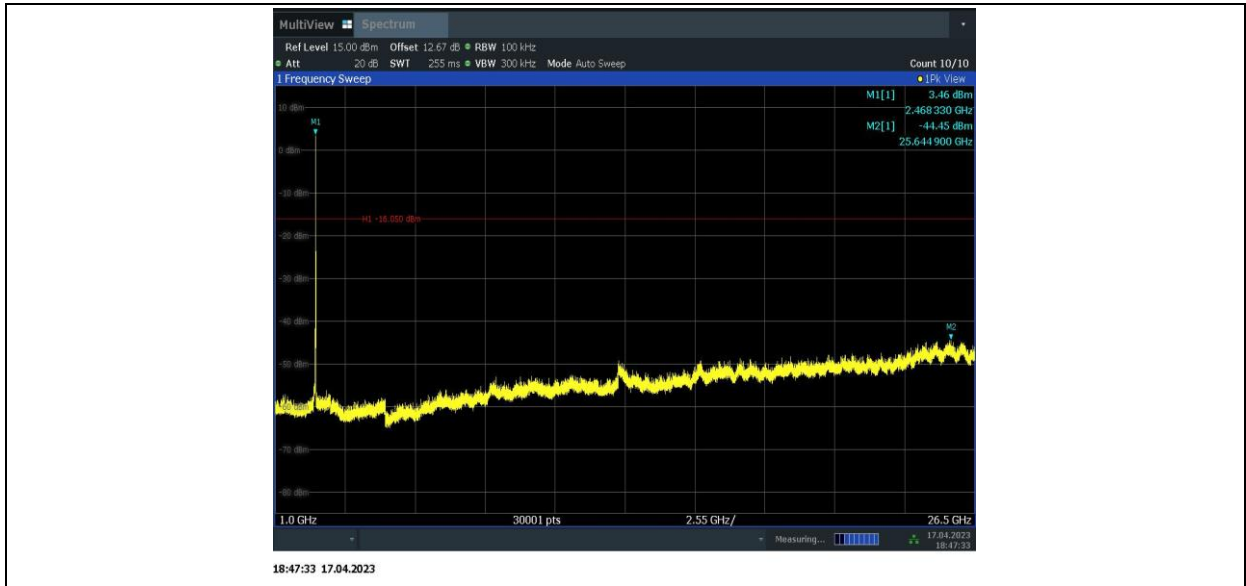 MultiView Spectrum
Ref Level 15.00 dBm Offset 12.67 dB RBW 100 kHz
Att 20 dB SWT 255 ms VBW 300 kHz Mode Auto Sweep Count 10/10
1 Frequency Sweep 1Pk View
M1[1] 3.46 dBm
2.468330 GHz
M2[1] -44.45 dBm
25.644900 GHz
10 dBm
M1
0 dBm
-10 dBm
H1 -16.050 dBm
-20 dBm
-30 dBm
-40 dBm
M2
-50 dBm
-60 dBm
-70 dBm
-80 dBm
1.0 GHz 30001 pts 2.55 GHz/ 26.5 GHz
Measuring... 17.04.2023
18:47:33
18:47:33 17.04.2023